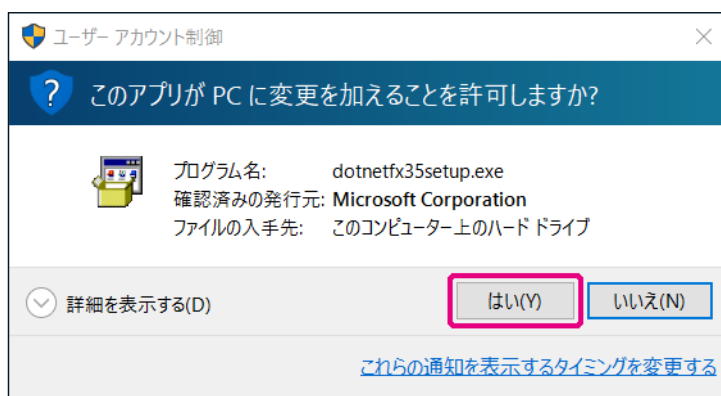 ユーザー アカウント制御
このアプリが PC に変更を加えることを許可しますか?
プログラム名: dotnetfx35setup.exe
確認済みの発行元: Microsoft Corporation
ファイルの入手先: このコンピューター上のハード ドライブ
詳細を表示する(D)
はい(Y)
いいえ(N)
これらの通知を表示するタイミングを変更する